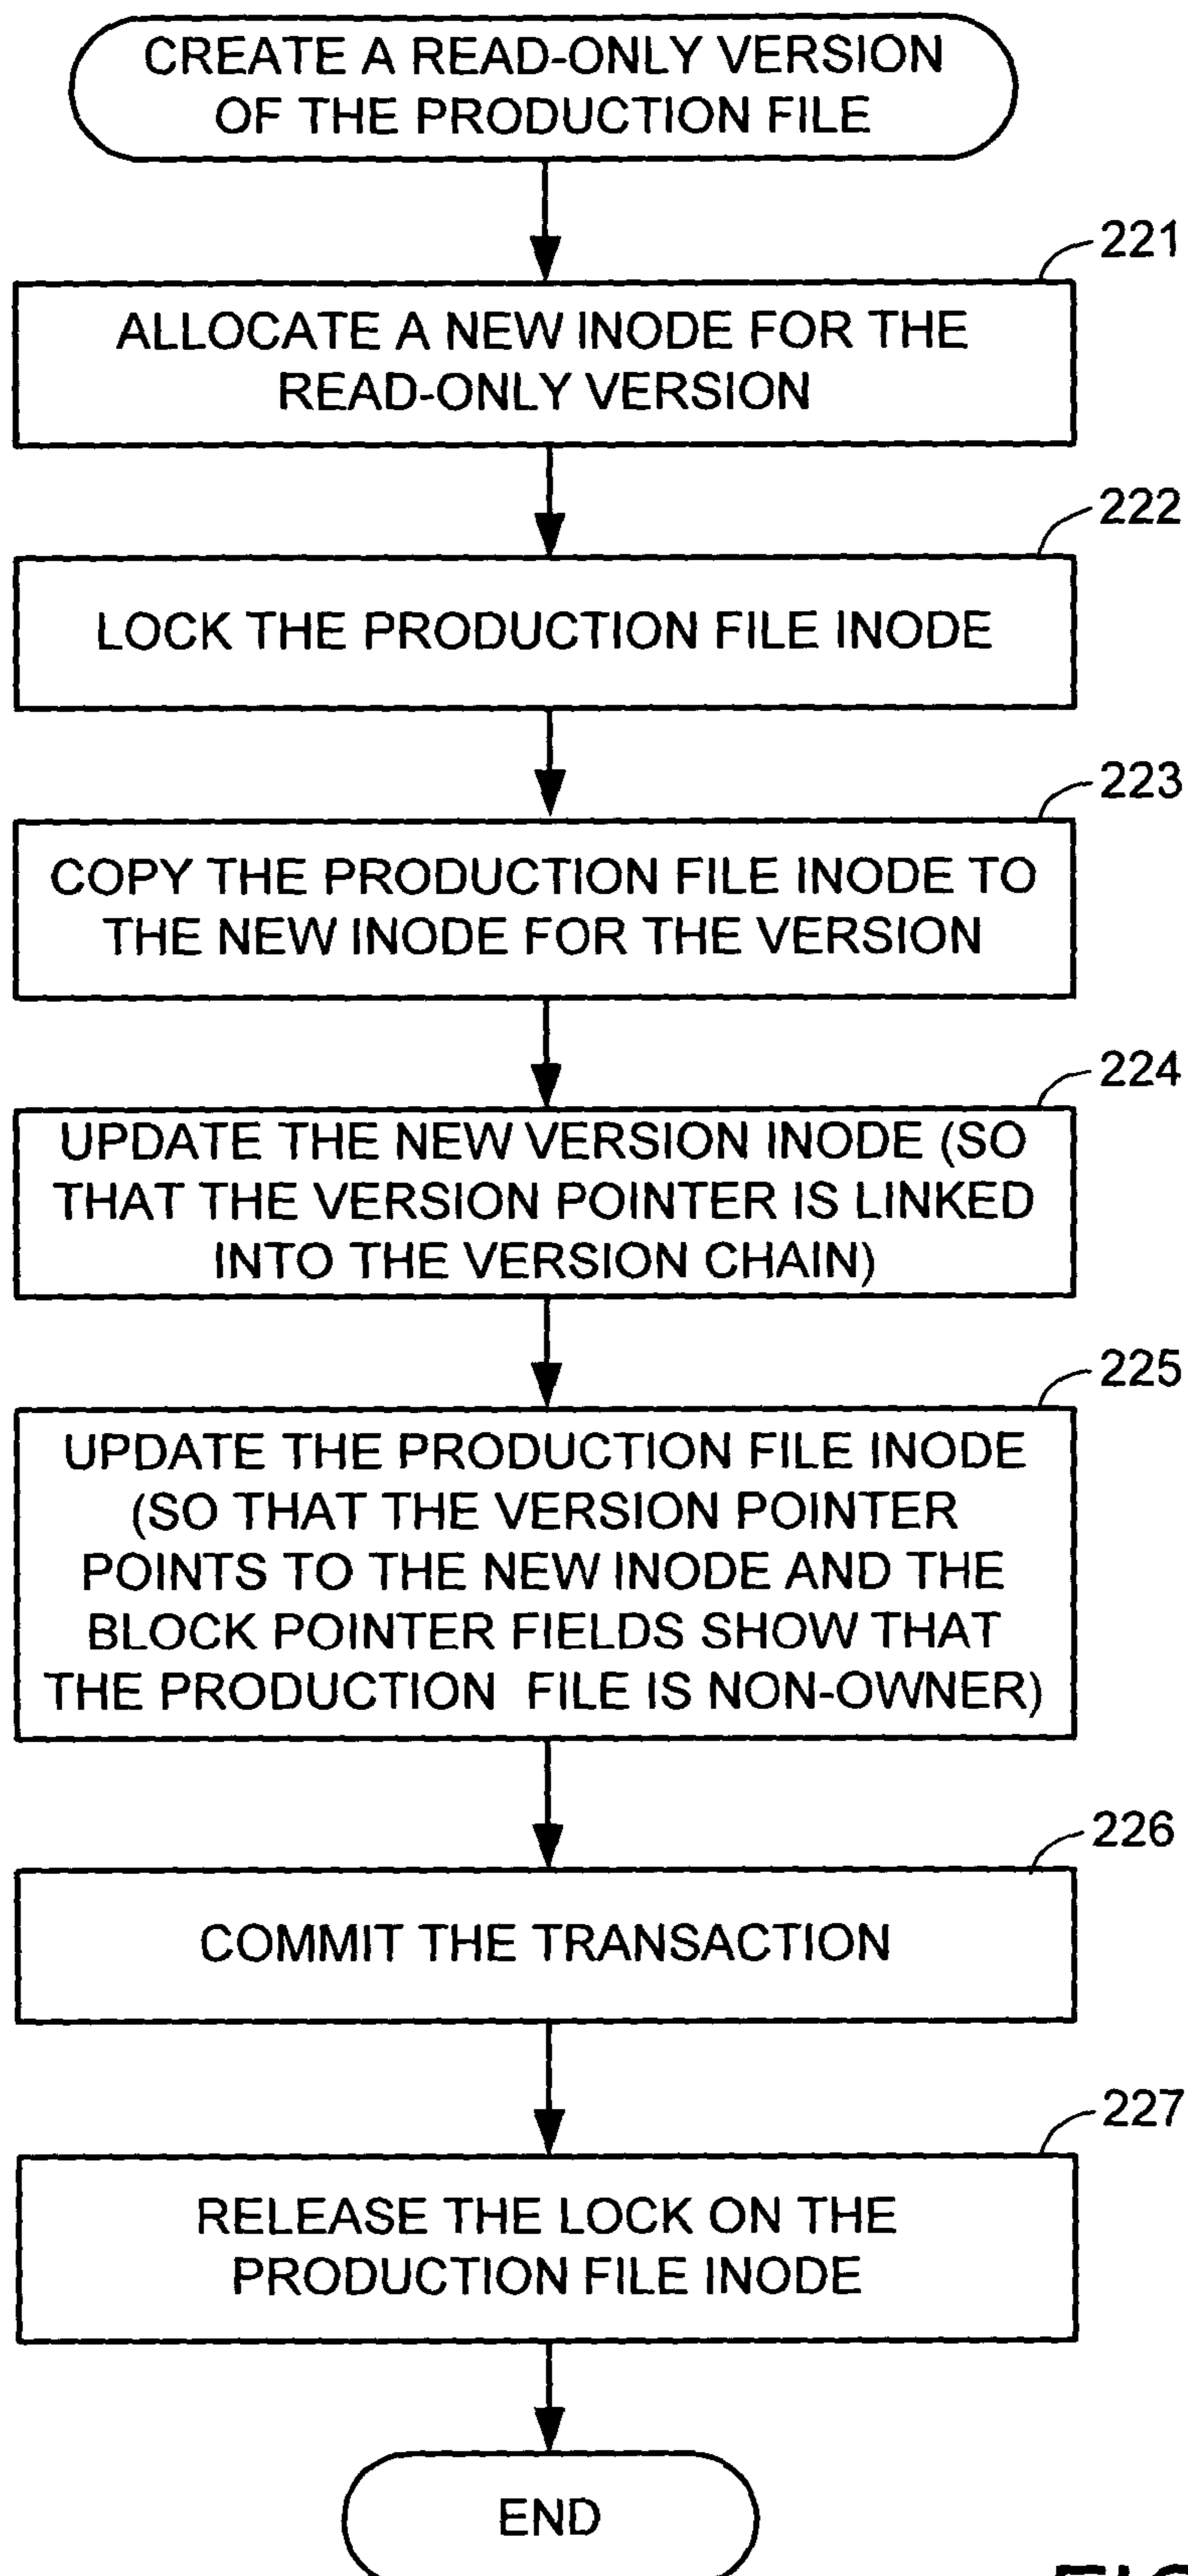 CREATE A READ-ONLY VERSION
OF THE PRODUCTION FILE
221
ALLOCATE A NEW INODE FOR THE
READ-ONLY VERSION
222
LOCK THE PRODUCTION FILE INODE
223
COPY THE PRODUCTION FILE INODE TO
THE NEW INODE FOR THE VERSION
224
UPDATE THE NEW VERSION INODE (SO
THAT THE VERSION POINTER IS LINKED
INTO THE VERSION CHAIN)
225
UPDATE THE PRODUCTION FILE INODE
(SO THAT THE VERSION POINTER
POINTS TO THE NEW INODE AND THE
BLOCK POINTER FIELDS SHOW THAT
THE PRODUCTION FILE IS NON-OWNER)
226
COMMIT THE TRANSACTION
227
RELEASE THE LOCK ON THE
PRODUCTION FILE INODE
END